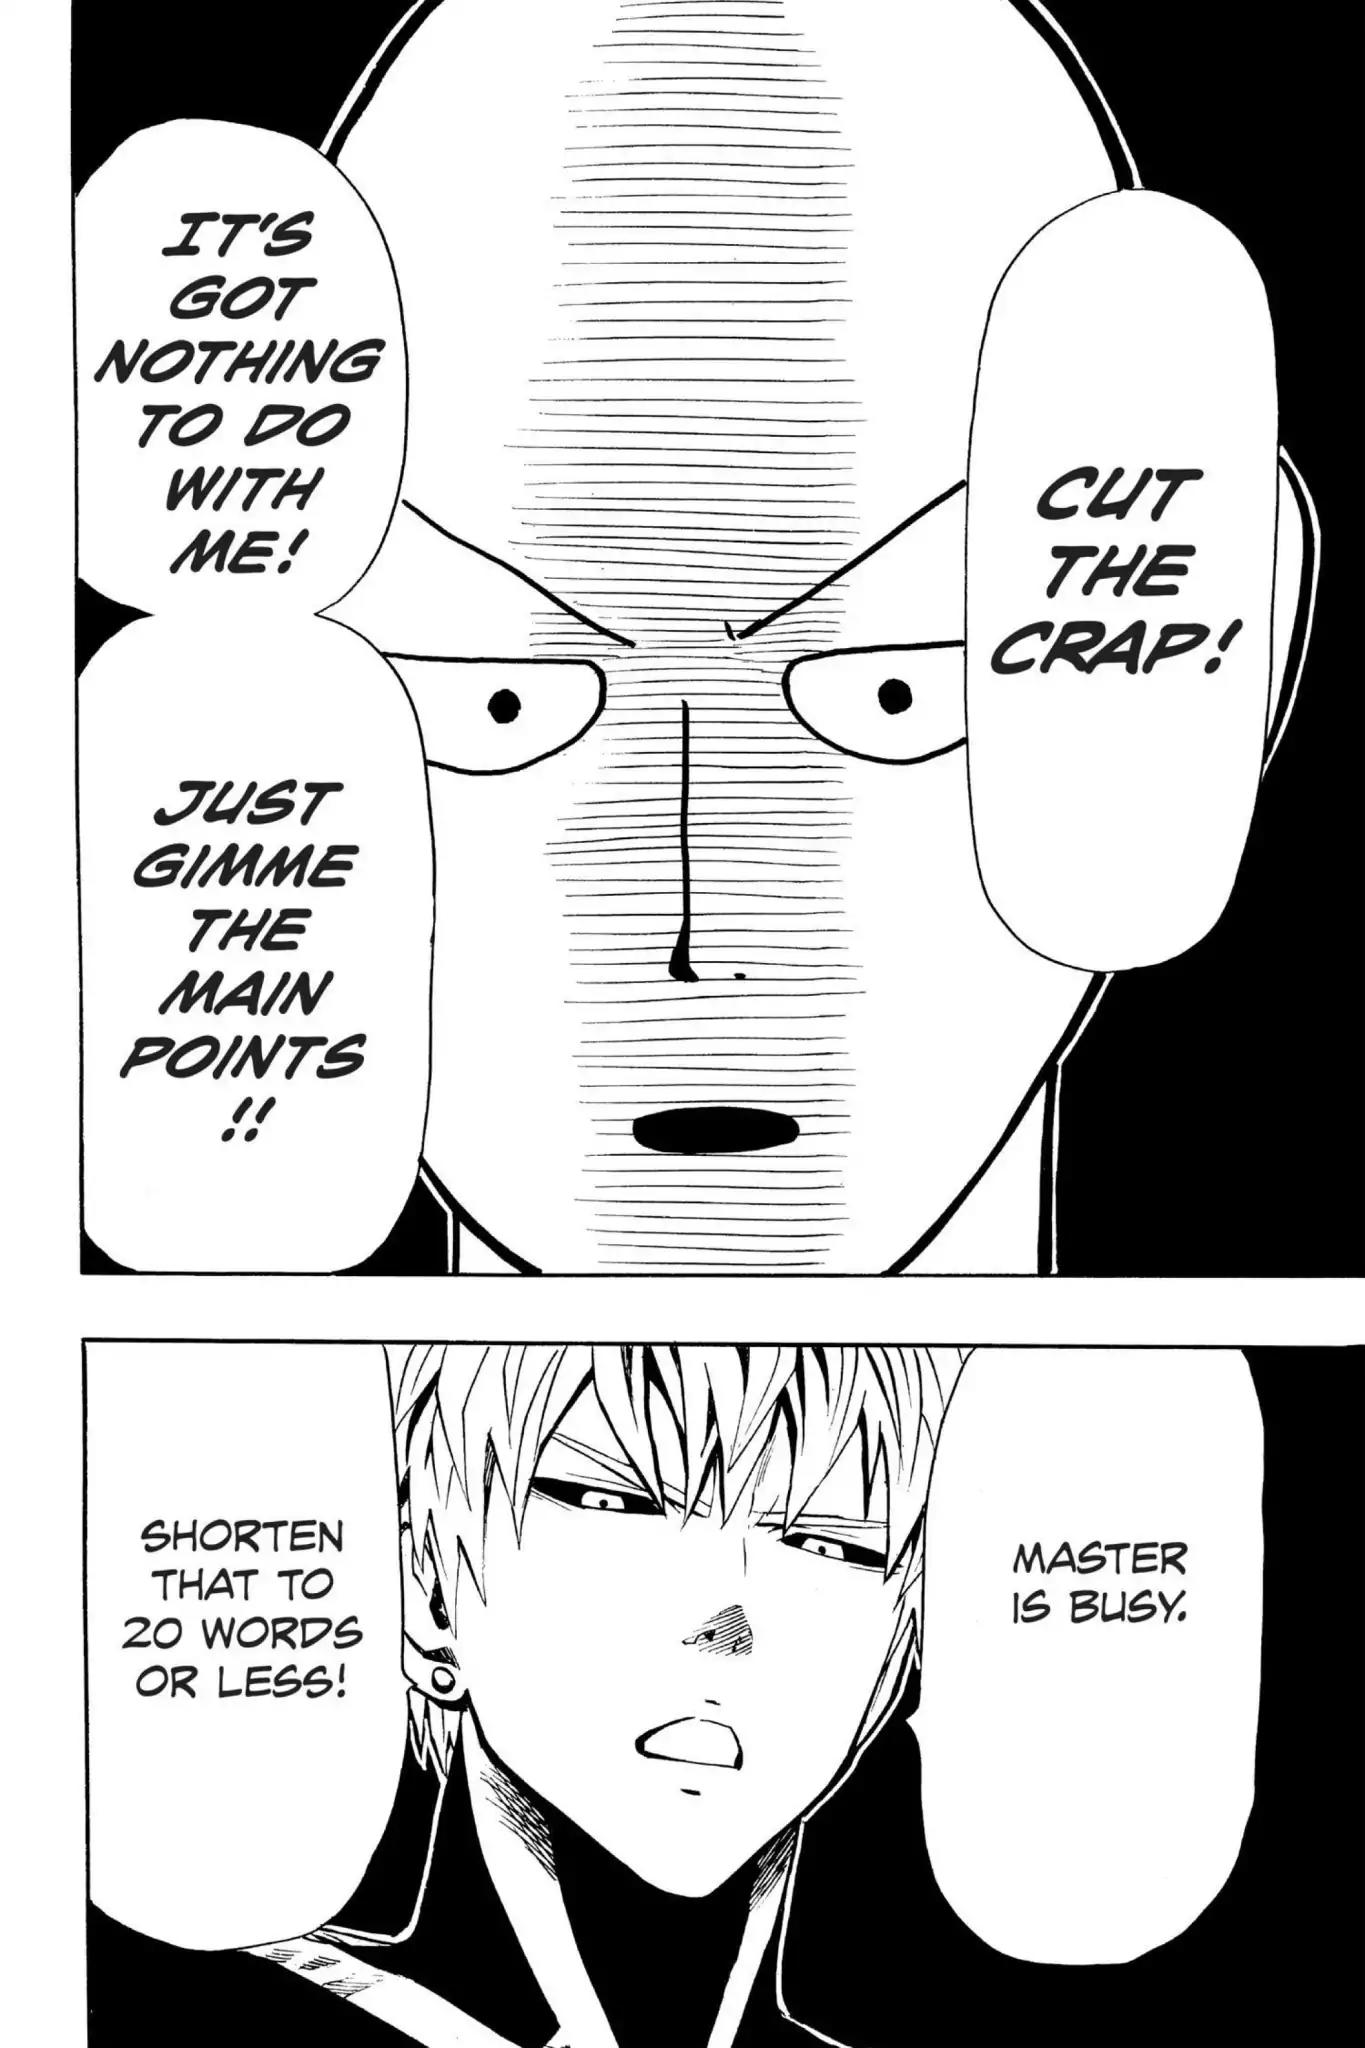 CUT
THE
CRAP!
IT'S
GOT
NOTHING
TO DO
WITH
ME!
JUST
GIMME
THE
MAIN
POINTS
!!
MASTER
IS BUSY.
SHORTEN
THAT TO
20 WORDS
OR LESS!